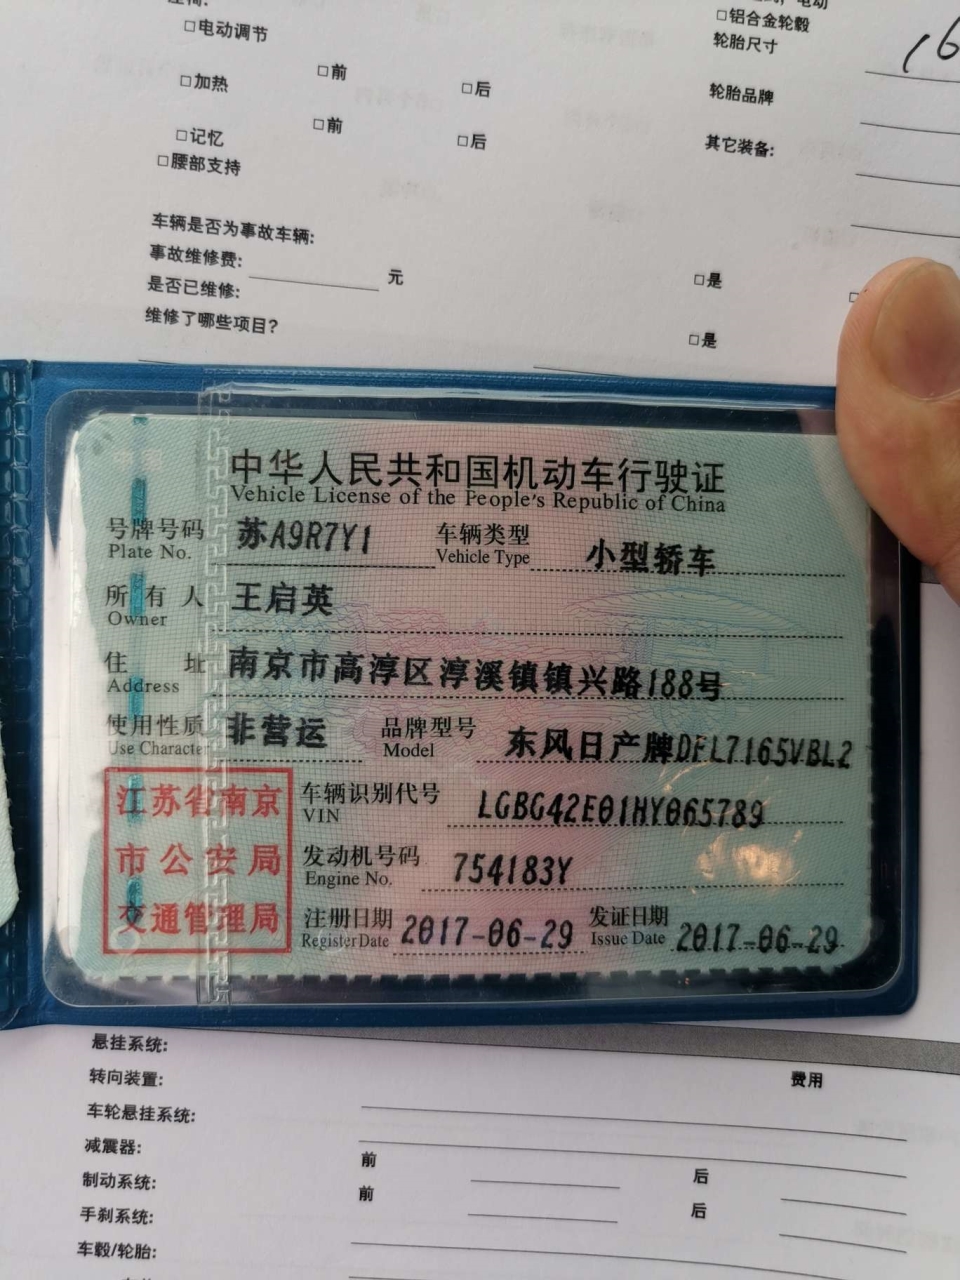 □电动调节
□铝合金轮毂
轮胎尺寸
□加热 □前 □后
轮胎品牌
□记忆 □前 □后
其它装备:
□腰部支持
车辆是否为事故车辆:
事故维修费: 元
□是
是否已维修:
维修了哪些项目?
□是
中华人民共和国机动车行驶证
Vehicle License of the People's Republic of China
号牌号码 苏A9R7Y1 车辆类型 小型轿车
Plate No. Vehicle Type
所有人 王启英
Owner
住址 南京市高淳区淳溪镇镇兴路188号
Address
使用性质 非营运 品牌型号 东风日产牌DFL7165VBL2
Use Character Model
江苏省南京
市公安局
交通管理局
车辆识别代号 LGBG42E01HY065789
VIN
发动机号码 754183Y
Engine No.
注册日期 2017-06-29 发证日期 2017-06-29
Register Date Issue Date
悬挂系统:
转向装置: 费用
车轮悬挂系统:
减震器:
前 后
制动系统:
前 后
手刹系统:
车毂/轮胎: